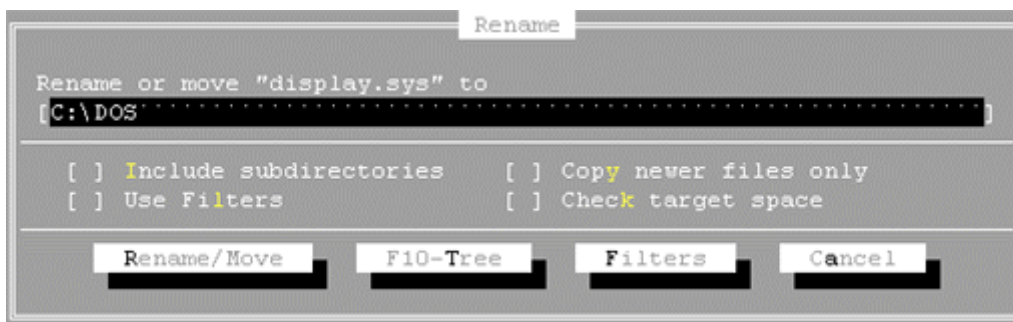 Rename
Rename or move "display.sys" to
[C:\DOS]
[ ] Include subdirectories [ ] Copy newer files only
[ ] Use Filters [ ] Check target space
Rename/Move F10-Tree Filters Cancel